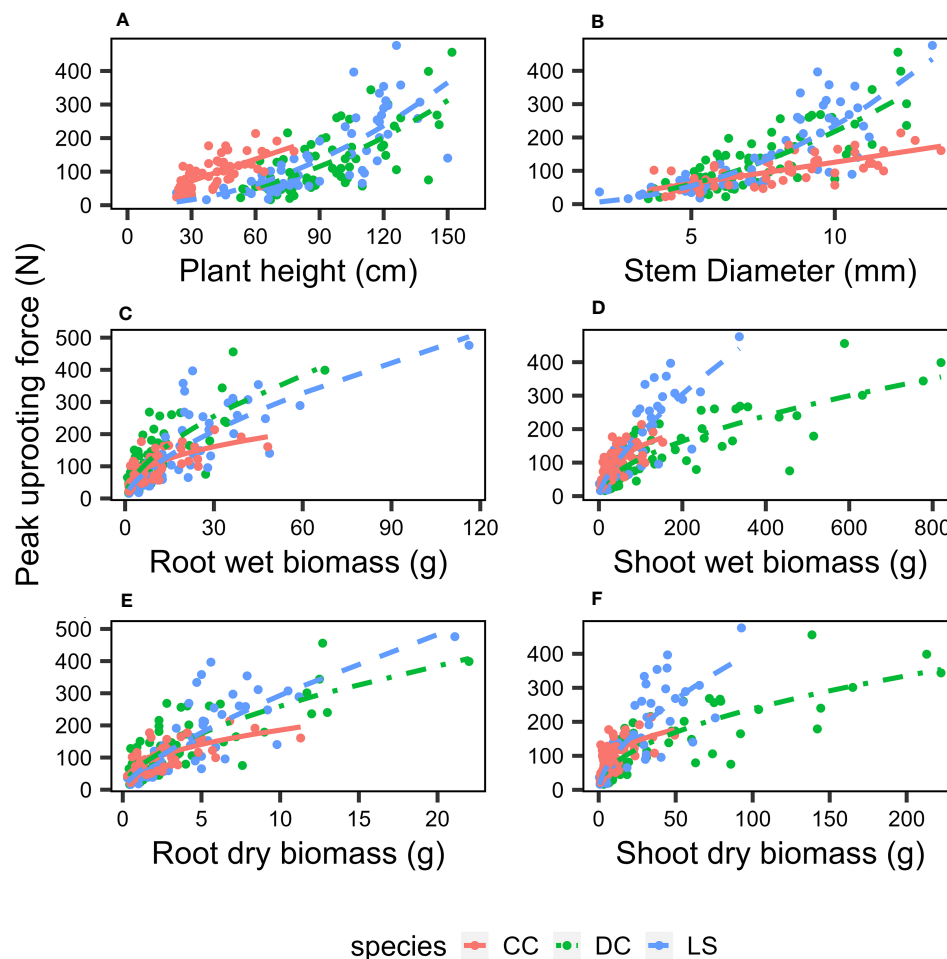 A
B
400
300
200
100
0
0 30 60 90 120 150
Plant height (cm)
400
300
200
100
0
5 10
Stem Diameter (mm)
Peak uprooting force (N)
C
D
500
400
300
200
100
0
0 30 60 90 120
Root wet biomass (g)
400
300
200
100
0
0 200 400 600 800
Shoot wet biomass (g)
E
F
500
400
300
200
100
0
0 5 10 15 20
Root dry biomass (g)
400
300
200
100
0
0 50 100 150 200
Shoot dry biomass (g)
species CC DC LS